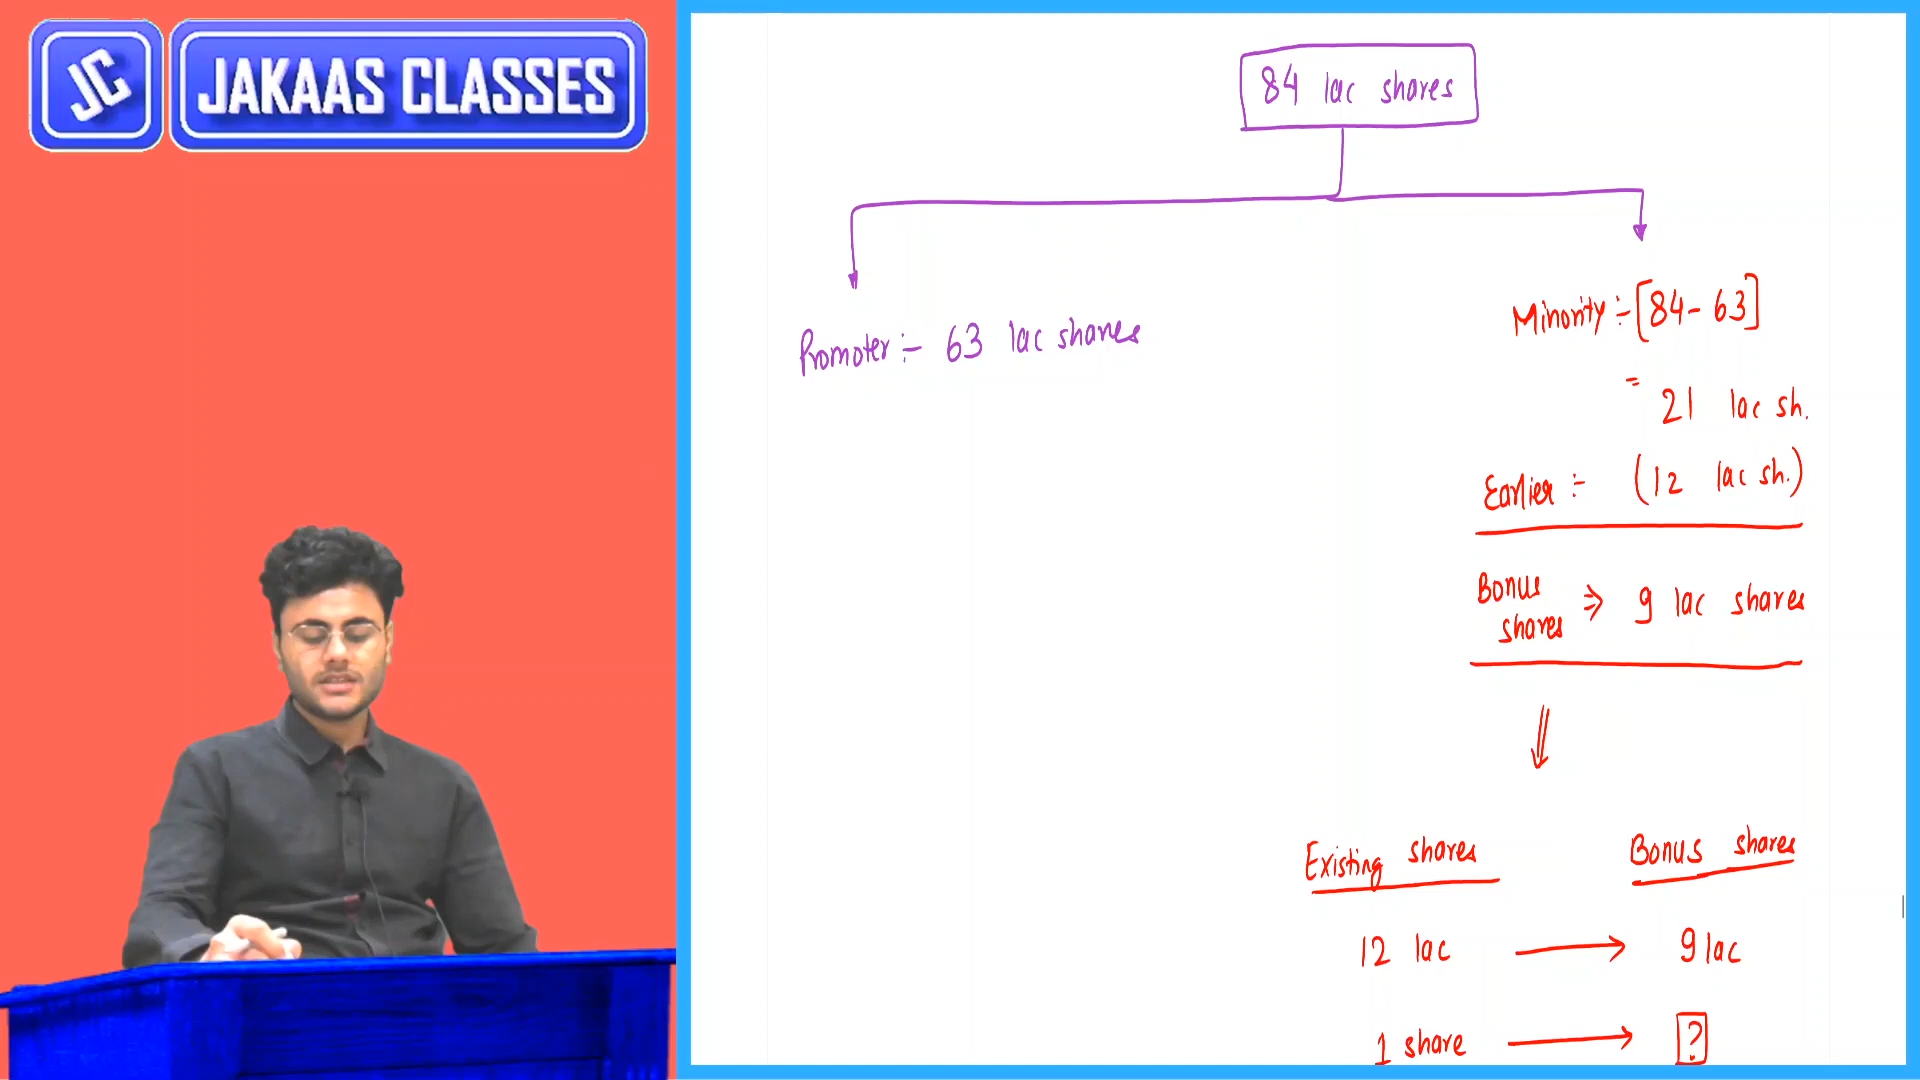 JC JAKAAS CLASSES
84 lac shares
Promoter :- 63 lac shares
Minority :- [84 - 63]
= 21 lac sh.
Earlier :- (12 lac sh.)
Bonus shares ⇒ 9 lac shares
Existing shares Bonus shares
12 lac → 9 lac
1 share → ?